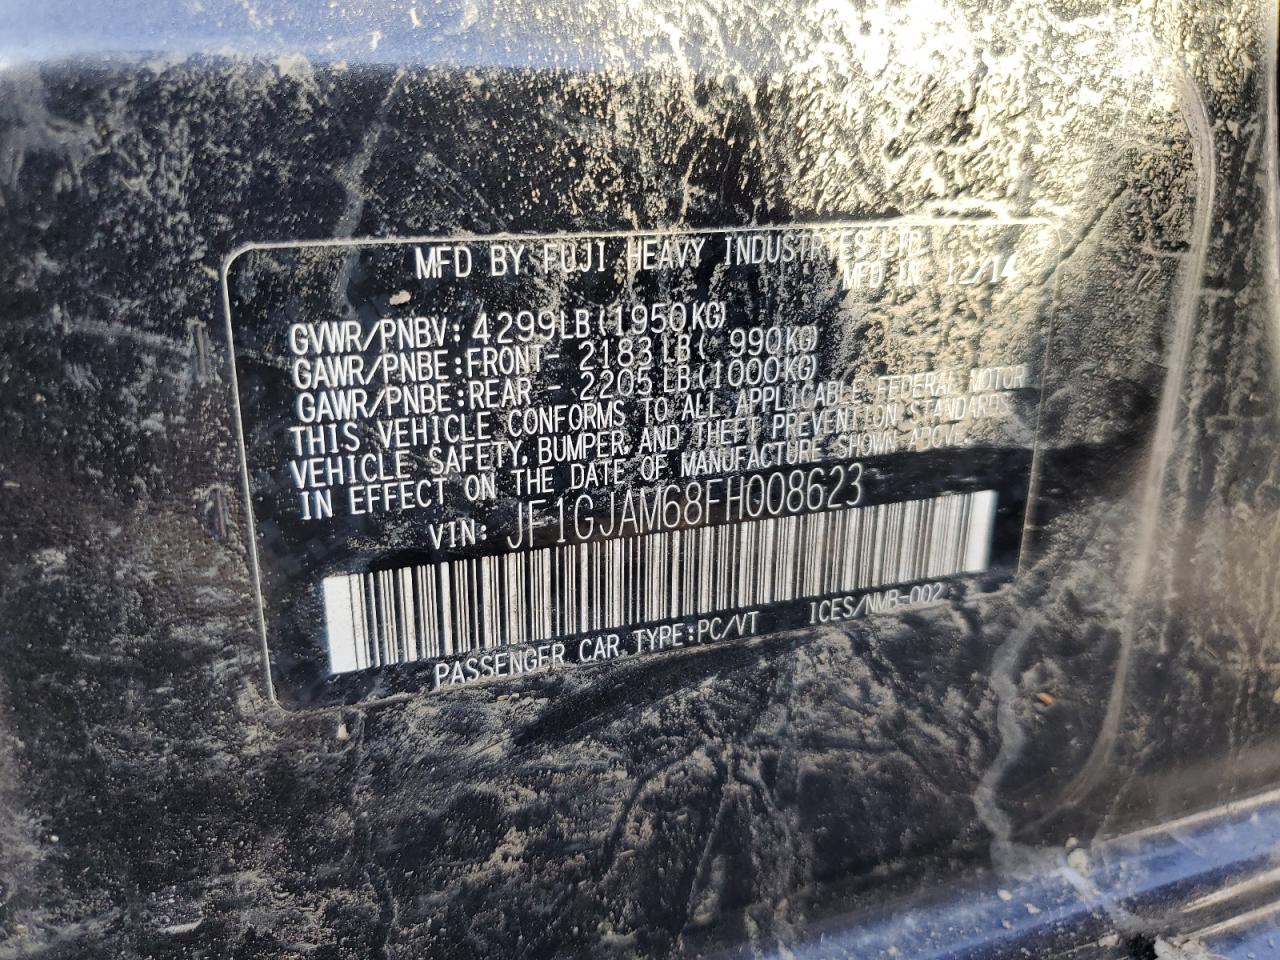 MFD BY FUJI HEAVY INDUSTRIES LTD
MFD IN 12/14
GVWR/PNBV: 4299LB(1950KG)
GAWR/PNBE:FRONT- 2183LB( 990KG)
GAWR/PNBE:REAR - 2205LB(1000KG)
THIS VEHICLE CONFORMS TO ALL APPLICABLE FEDERAL MOTOR
VEHICLE SAFETY, BUMPER, AND THEFT PREVENTION STANDARDS
IN EFFECT ON THE DATE OF MANUFACTURE SHOWN ABOVE.
VIN: JF1GJAM68FH008623
PASSENGER CAR TYPE:PC/VT ICES/NMB-002